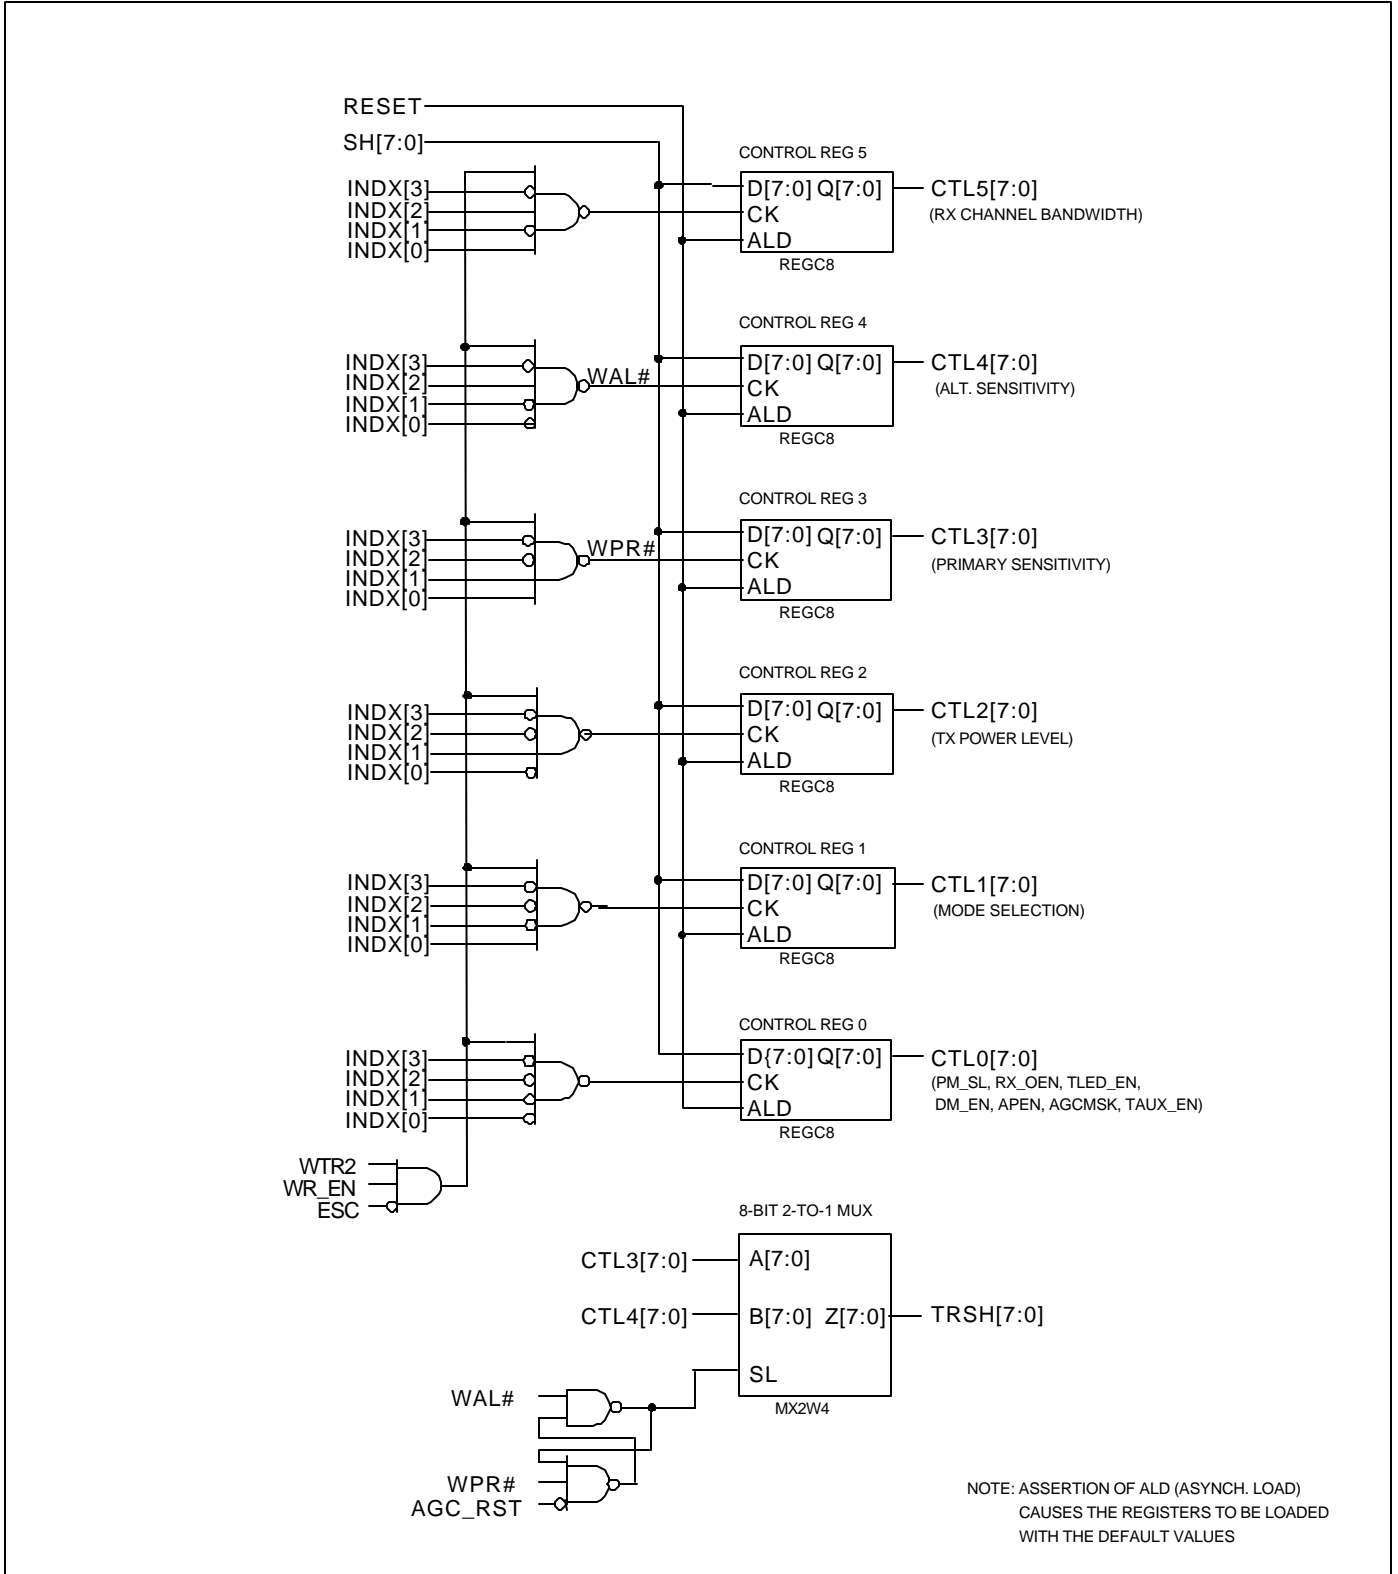 RESET
SH[7:0]
CONTROL REG 5
INDX[3]
INDX[2]
INDX[1]
INDX[0]
D[7:0] Q[7:0]
CK
ALD
REGC8
CTL5[7:0]
(RX CHANNEL BANDWIDTH)
CONTROL REG 4
INDX[3]
INDX[2]
INDX[1]
INDX[0]
WAL#
D[7:0] Q[7:0]
CK
ALD
REGC8
CTL4[7:0]
(ALT. SENSITIVITY)
CONTROL REG 3
INDX[3]
INDX[2]
INDX[1]
INDX[0]
WPR#
D[7:0] Q[7:0]
CK
ALD
REGC8
CTL3[7:0]
(PRIMARY SENSITIVITY)
CONTROL REG 2
INDX[3]
INDX[2]
INDX[1]
INDX[0]
D[7:0] Q[7:0]
CK
ALD
REGC8
CTL2[7:0]
(TX POWER LEVEL)
CONTROL REG 1
INDX[3]
INDX[2]
INDX[1]
INDX[0]
D[7:0] Q[7:0]
CK
ALD
REGC8
CTL1[7:0]
(MODE SELECTION)
CONTROL REG 0
INDX[3]
INDX[2]
INDX[1]
INDX[0]
D{7:0] Q[7:0]
CK
ALD
REGC8
CTL0[7:0]
(PM_SL, RX_OEN, TLED_EN,
DM_EN, APEN, AGCMSK, TAUX_EN)
WTR2
WR_EN
ESC
8-BIT 2-TO-1 MUX
CTL3[7:0]
CTL4[7:0]
A[7:0]
B[7:0] Z[7:0]
SL
MX2W4
TRSH[7:0]
WAL#
WPR#
AGC_RST
NOTE: ASSERTION OF ALD (ASYNCH. LOAD)
CAUSES THE REGISTERS TO BE LOADED
WITH THE DEFAULT VALUES